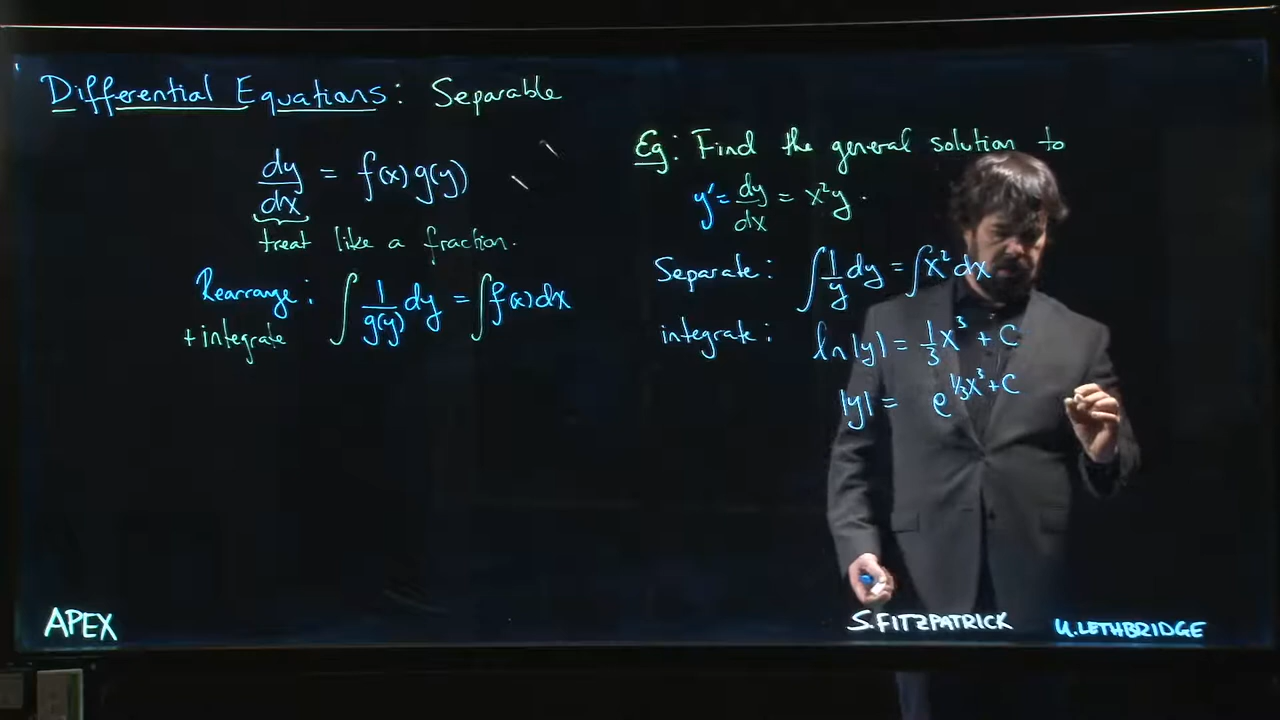 Differential Equations: Separable
dy/dx = f(x)g(y)
treat like a fraction.
Rearrange: ∫ 1/g(y) dy = ∫ f(x)dx
+ integrate
Eg: Find the general solution to
y' = dy/dx = x²y.
Separate: ∫ 1/y dy = ∫ x² dx
integrate: ln|y| = 1/3 x³ + C
|y| = e^(1/3 x³ + C)
APEX
S.FITZPATRICK
U.LETHBRIDGE